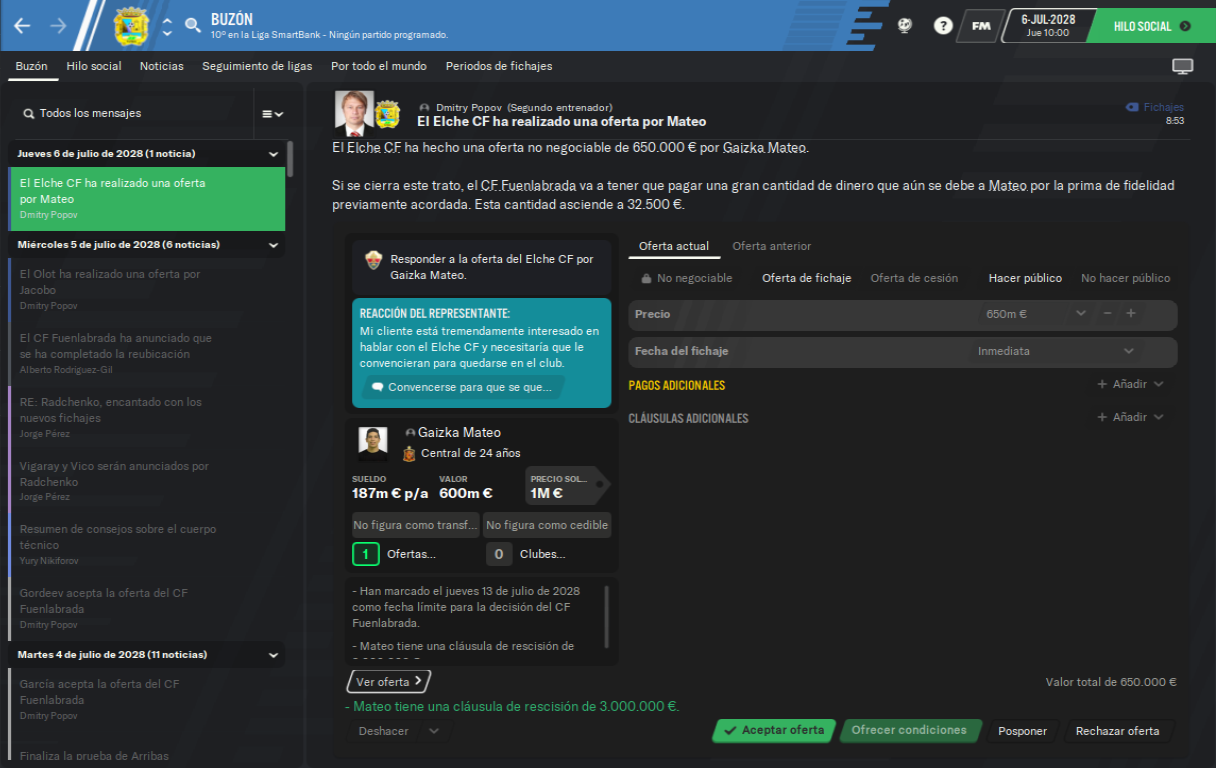 BUZÓN
10º en la Liga SmartBank - Ningún partido programado.
?
FM
6-JUL-2028
Jue 10:00
HILO SOCIAL
Buzón
Hilo social
Noticias
Seguimiento de ligas
Por todo el mundo
Periodos de fichajes
Todos los mensajes
Jueves 6 de julio de 2028 (1 noticia)
El Elche CF ha realizado una oferta
por Mateo
Dmitry Popov
Miércoles 5 de julio de 2028 (6 noticias)
El Olot ha realizado una oferta por
Jacobo
Dmitry Popov
El CF Fuenlabrada ha anunciado que
se ha completado la reubicación
Alberto Rodriguez-Gil
RE: Radchenko, encantado con los
nuevos fichajes
Jorge Pérez
Vigaray y Vico serán anunciados por
Radchenko
Jorge Pérez
Resumen de consejos sobre el cuerpo
técnico
Yury Nikiforov
Gordeev acepta la oferta del CF
Fuenlabrada
Dmitry Popov
Martes 4 de julio de 2028 (11 noticias)
García acepta la oferta del CF
Fuenlabrada
Dmitry Popov
Finaliza la prueba de Arribas
Dmitry Popov (Segundo entrenador)
El Elche CF ha realizado una oferta por Mateo
Fichajes
8:53
El Elche CF ha hecho una oferta no negociable de 650.000 € por Gaizka Mateo.
Si se cierra este trato, el CF Fuenlabrada va a tener que pagar una gran cantidad de dinero que aún se debe a Mateo por la prima de fidelidad
previamente acordada. Esta cantidad asciende a 32.500 €.
Responder a la oferta del Elche CF por
Gaizka Mateo.
REACCIÓN DEL REPRESENTANTE:
Mi cliente está tremendamente interesado en
hablar con el Elche CF y necesitaría que le
convencieran para quedarse en el club.
Convencerse para que se que...
Gaizka Mateo
Central de 24 años
SUELDO
187m € p/a
VALOR
600m €
PRECIO SOL...
1M €
No figura como transf...
No figura como cedible
1 Ofertas...
0 Clubes...
- Han marcado el jueves 13 de julio de 2028
como fecha límite para la decisión del CF
Fuenlabrada.
- Mateo tiene una cláusula de rescisión de
Oferta actual
Oferta anterior
No negociable
Oferta de fichaje
Oferta de cesión
Hacer público
No hacer público
Precio
650m €
Fecha del fichaje
Inmediata
PAGOS ADICIONALES
Añadir
CLÁUSULAS ADICIONALES
Añadir
Ver oferta
Valor total de 650.000 €
- Mateo tiene una cláusula de rescisión de 3.000.000 €.
Deshacer
Aceptar oferta
Ofrecer condiciones
Posponer
Rechazar oferta